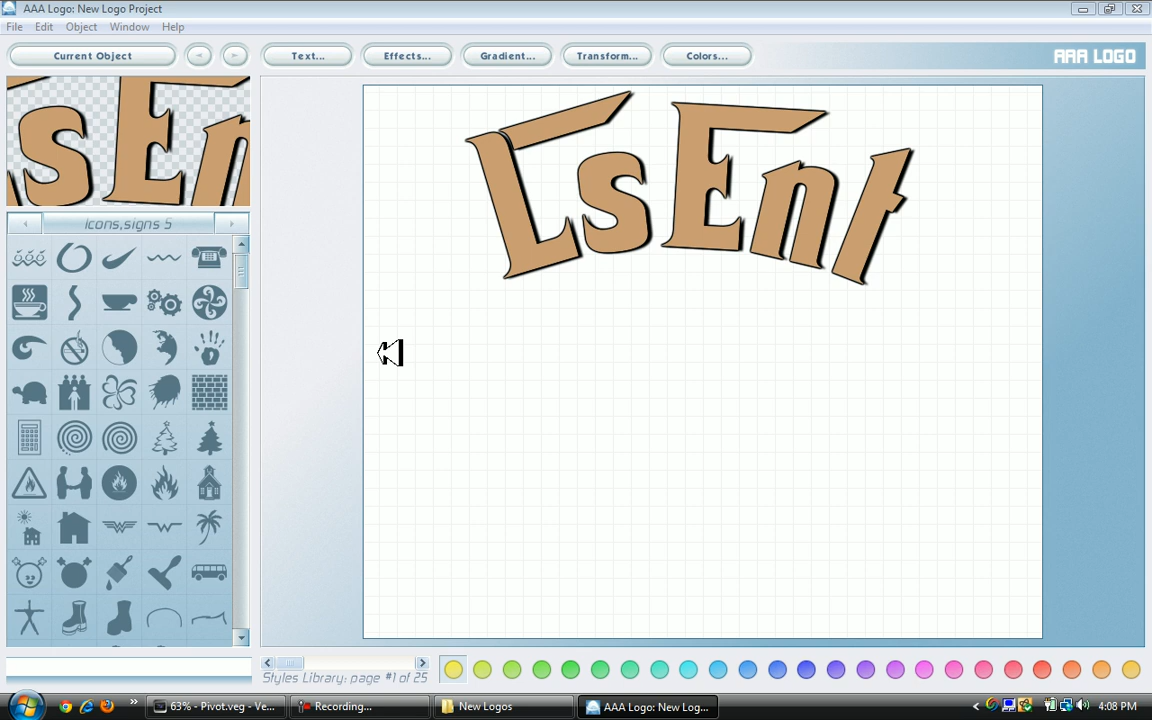 AAA Logo: New Logo Project
File Edit Object Window Help
Current Object Text... Effects... Gradient... Transform... Colors... AAA LOGO
sEn
LsEnt
icons,signs 5
Styles Library: page #1 of 25
63% - Pivot.veg - Ve... Recording... New Logos AAA Logo: New Log... 4:08 PM